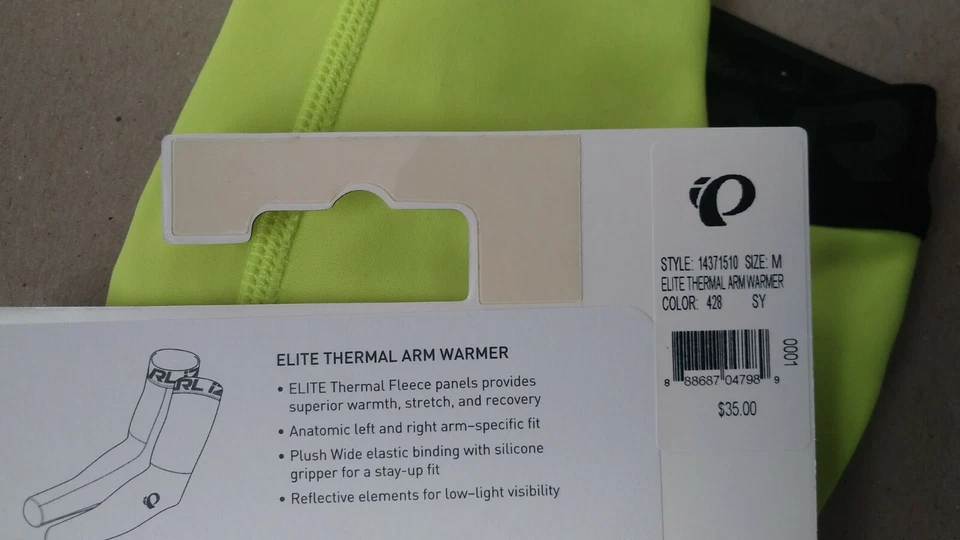 STYLE: 14371510 SIZE: M
ELITE THERMAL ARM WARMER
COLOR: 428 SY
0001
8 88687 04798 9
$35.00
ELITE THERMAL ARM WARMER
• ELITE Thermal Fleece panels provides
superior warmth, stretch, and recovery
• Anatomic left and right arm–specific fit
• Plush Wide elastic binding with silicone
gripper for a stay-up fit
• Reflective elements for low–light visibility